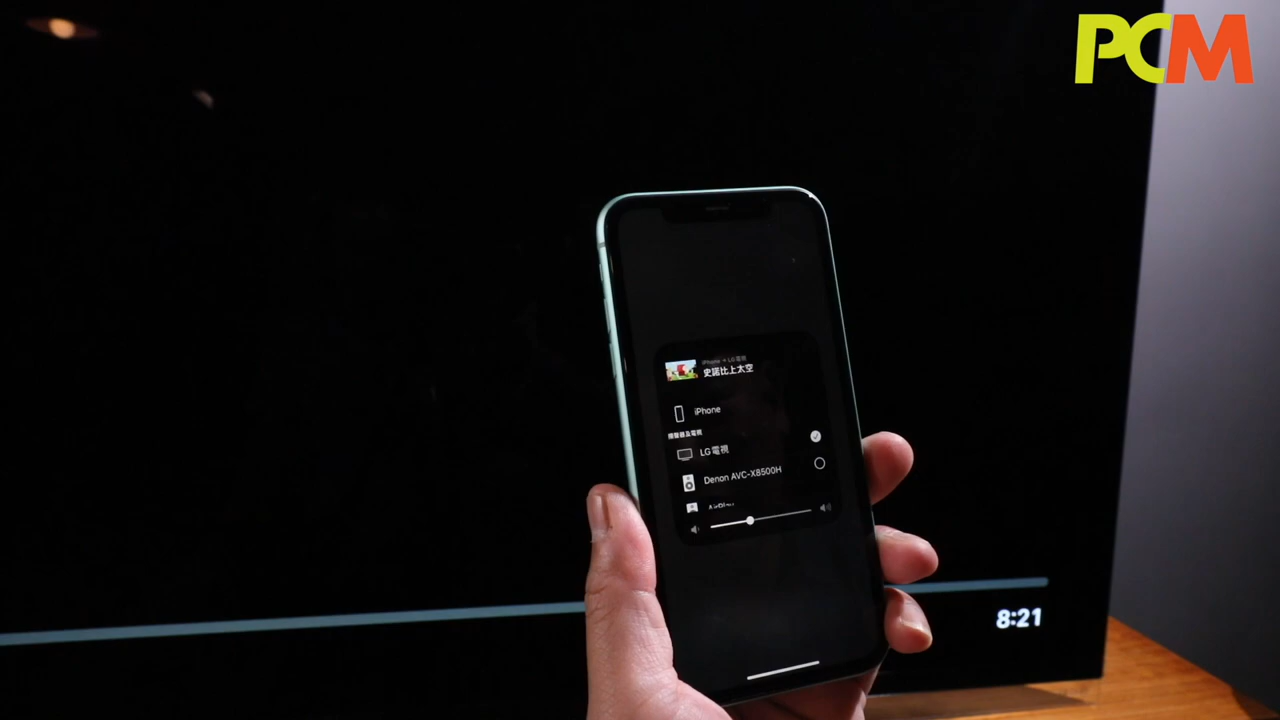 PCM
iPhone → LG電視
史諾比上太空
iPhone
揚聲器及電視
LG電視
Denon AVC-X8500H
8:21